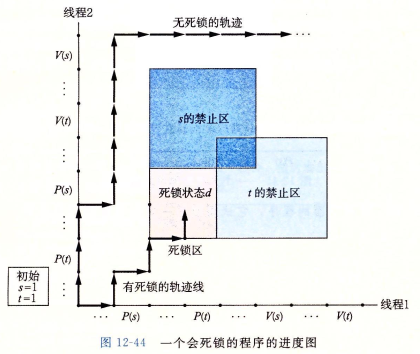 线程2
无死锁的轨迹
...
V(s)
⋮
V(t)
⋮
P(s)
⋮
P(t)
⋮
s的禁止区
死锁状态d
t 的禁止区
死锁区
有死锁的轨迹线
初始
s=1
t=1
线程1
... P(s) ... P(t) ... V(s) ... V(t)
图 12-44 一个会死锁的程序的进度图